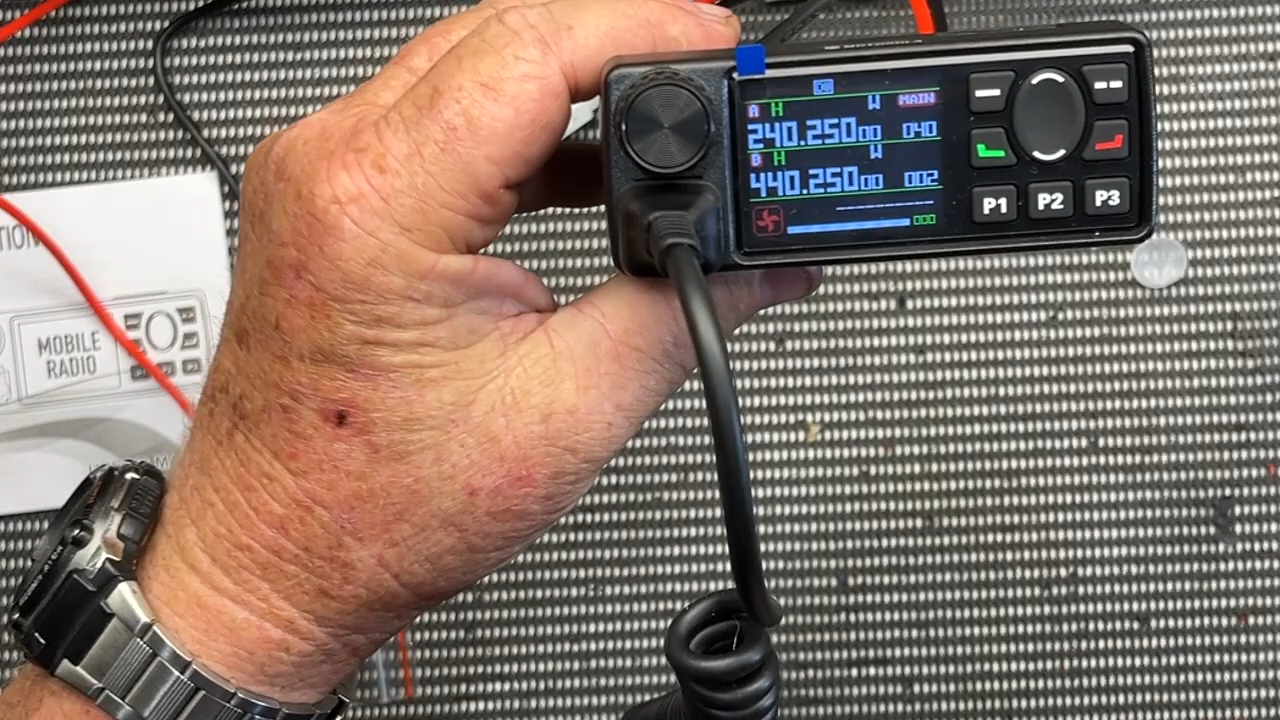 A H W MAIN
240.25000 040
B H W
440.25000 002
000
P1 P2 P3
MOBILE
RADIO